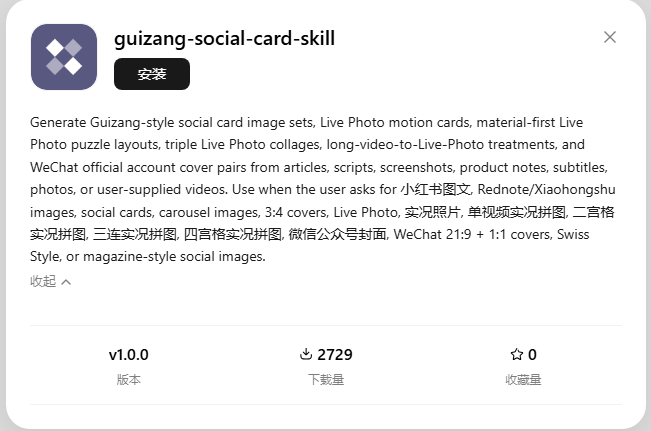 guizang-social-card-skill
安装
Generate Guizang-style social card image sets, Live Photo motion cards, material-first Live
Photo puzzle layouts, triple Live Photo collages, long-video-to-Live-Photo treatments, and
WeChat official account cover pairs from articles, scripts, screenshots, product notes, subtitles,
photos, or user-supplied videos. Use when the user asks for 小红书图文, Rednote/Xiaohongshu
images, social cards, carousel images, 3:4 covers, Live Photo, 实况照片, 单视频实况拼图, 二宫格
实况拼图, 三连实况拼图, 四宫格实况拼图, 微信公众号封面, WeChat 21:9 + 1:1 covers, Swiss
Style, or magazine-style social images.
收起
v1.0.0
2729
0
版本
下载量
收藏量